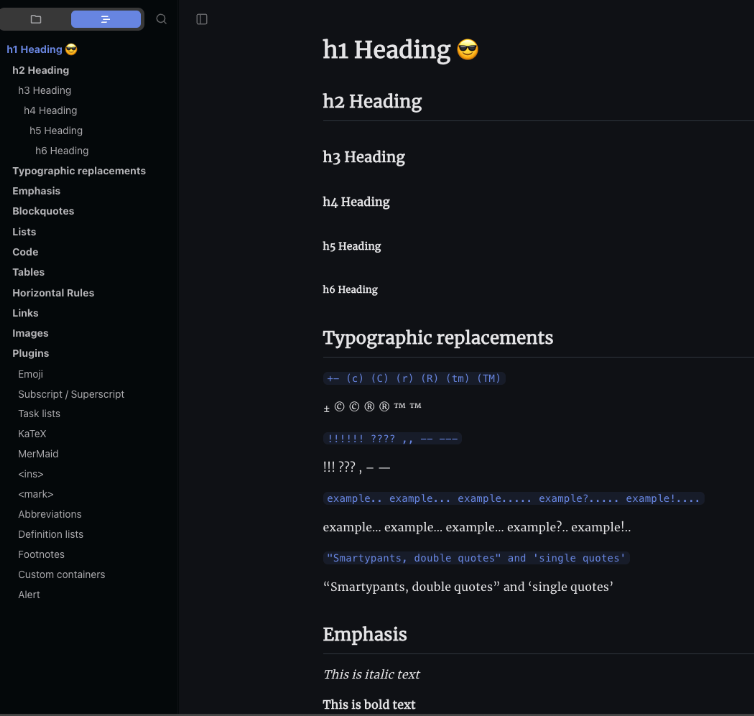 h1 Heading 😎
h2 Heading
h3 Heading
h4 Heading
h5 Heading
h6 Heading
Typographic replacements
Emphasis
Blockquotes
Lists
Code
Tables
Horizontal Rules
Links
Images
Plugins
Emoji
Subscript / Superscript
Task lists
KaTeX
MerMaid
<ins>
<mark>
Abbreviations
Definition lists
Footnotes
Custom containers
Alert
h1 Heading 😎
h2 Heading
h3 Heading
h4 Heading
h5 Heading
h6 Heading
Typographic replacements
+- (c) (C) (r) (R) (tm) (TM)
± © © ® ® ™ ™
!!!!!! ???? ,, -- ---
!!! ??? , – —
example.. example... example..... example?..... example!....
example… example… example… example?.. example!..
"Smartypants, double quotes" and 'single quotes'
“Smartypants, double quotes” and ‘single quotes’
Emphasis
This is italic text
This is bold text